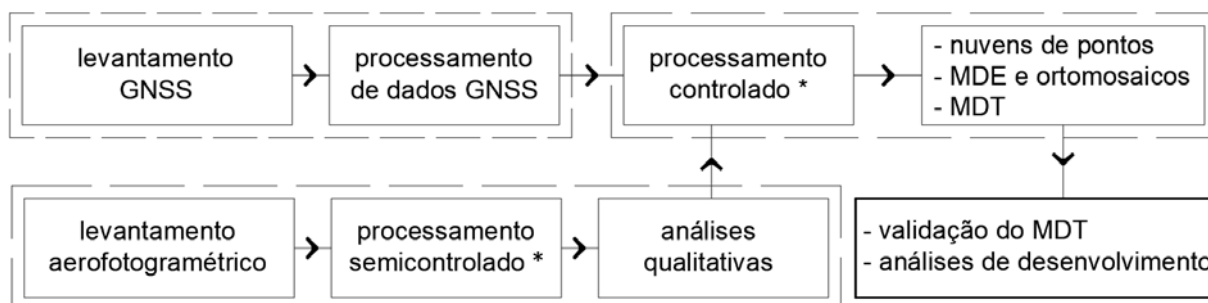 levantamento
GNSS
processamento
de dados GNSS
processamento
controlado *
- nuvens de pontos
- MDE e ortomosaicos
- MDT
levantamento
aerofotogramétrico
processamento
semicontrolado *
análises
qualitativas
- validação do MDT
- análises de desenvolvimento